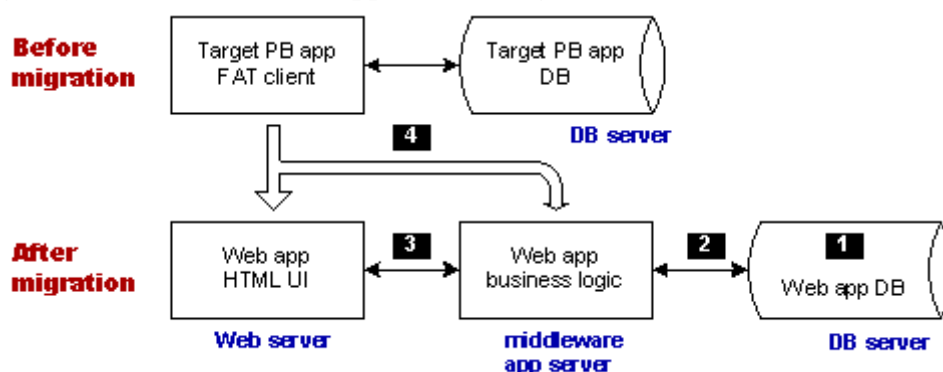 Before
migration
Target PB app
FAT client
Target PB app
DB
DB server
4
After
migration
Web app
HTML UI
3
Web app
business logic
2
1
Web app DB
Web server
middleware
app server
DB server